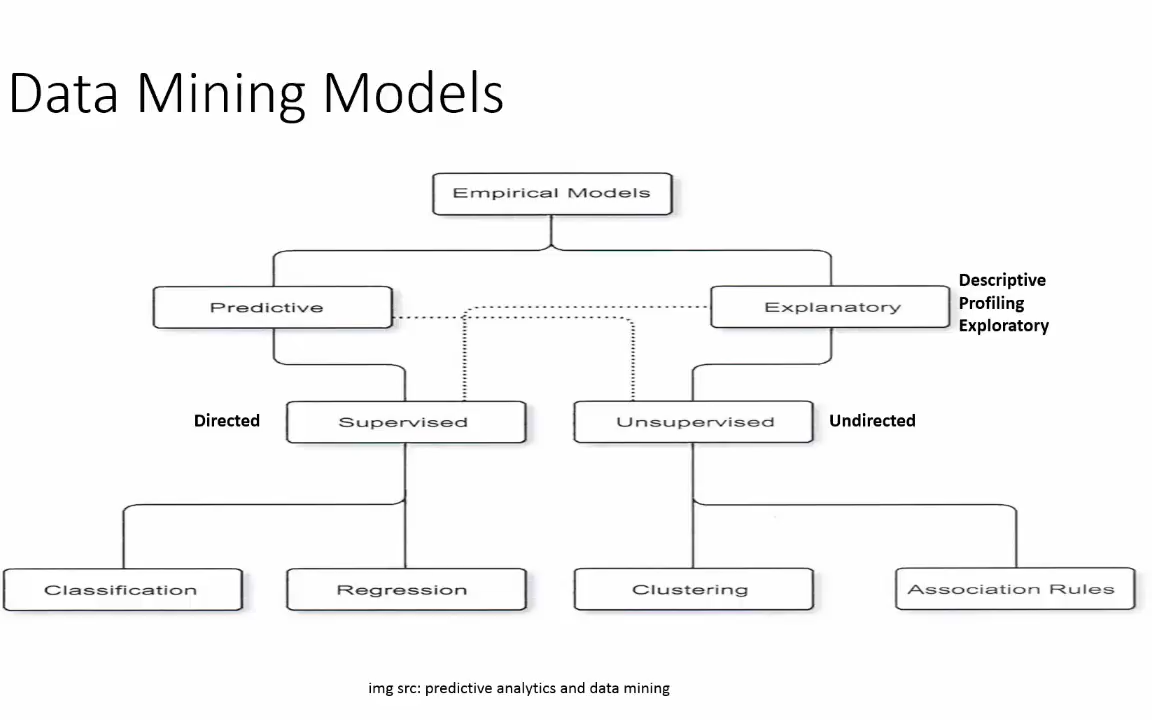 Data Mining Models
Empirical Models
Predictive
Explanatory
Descriptive
Profiling
Exploratory
Directed
Supervised
Unsupervised
Undirected
Classification
Regression
Clustering
Association Rules
img src: predictive analytics and data mining